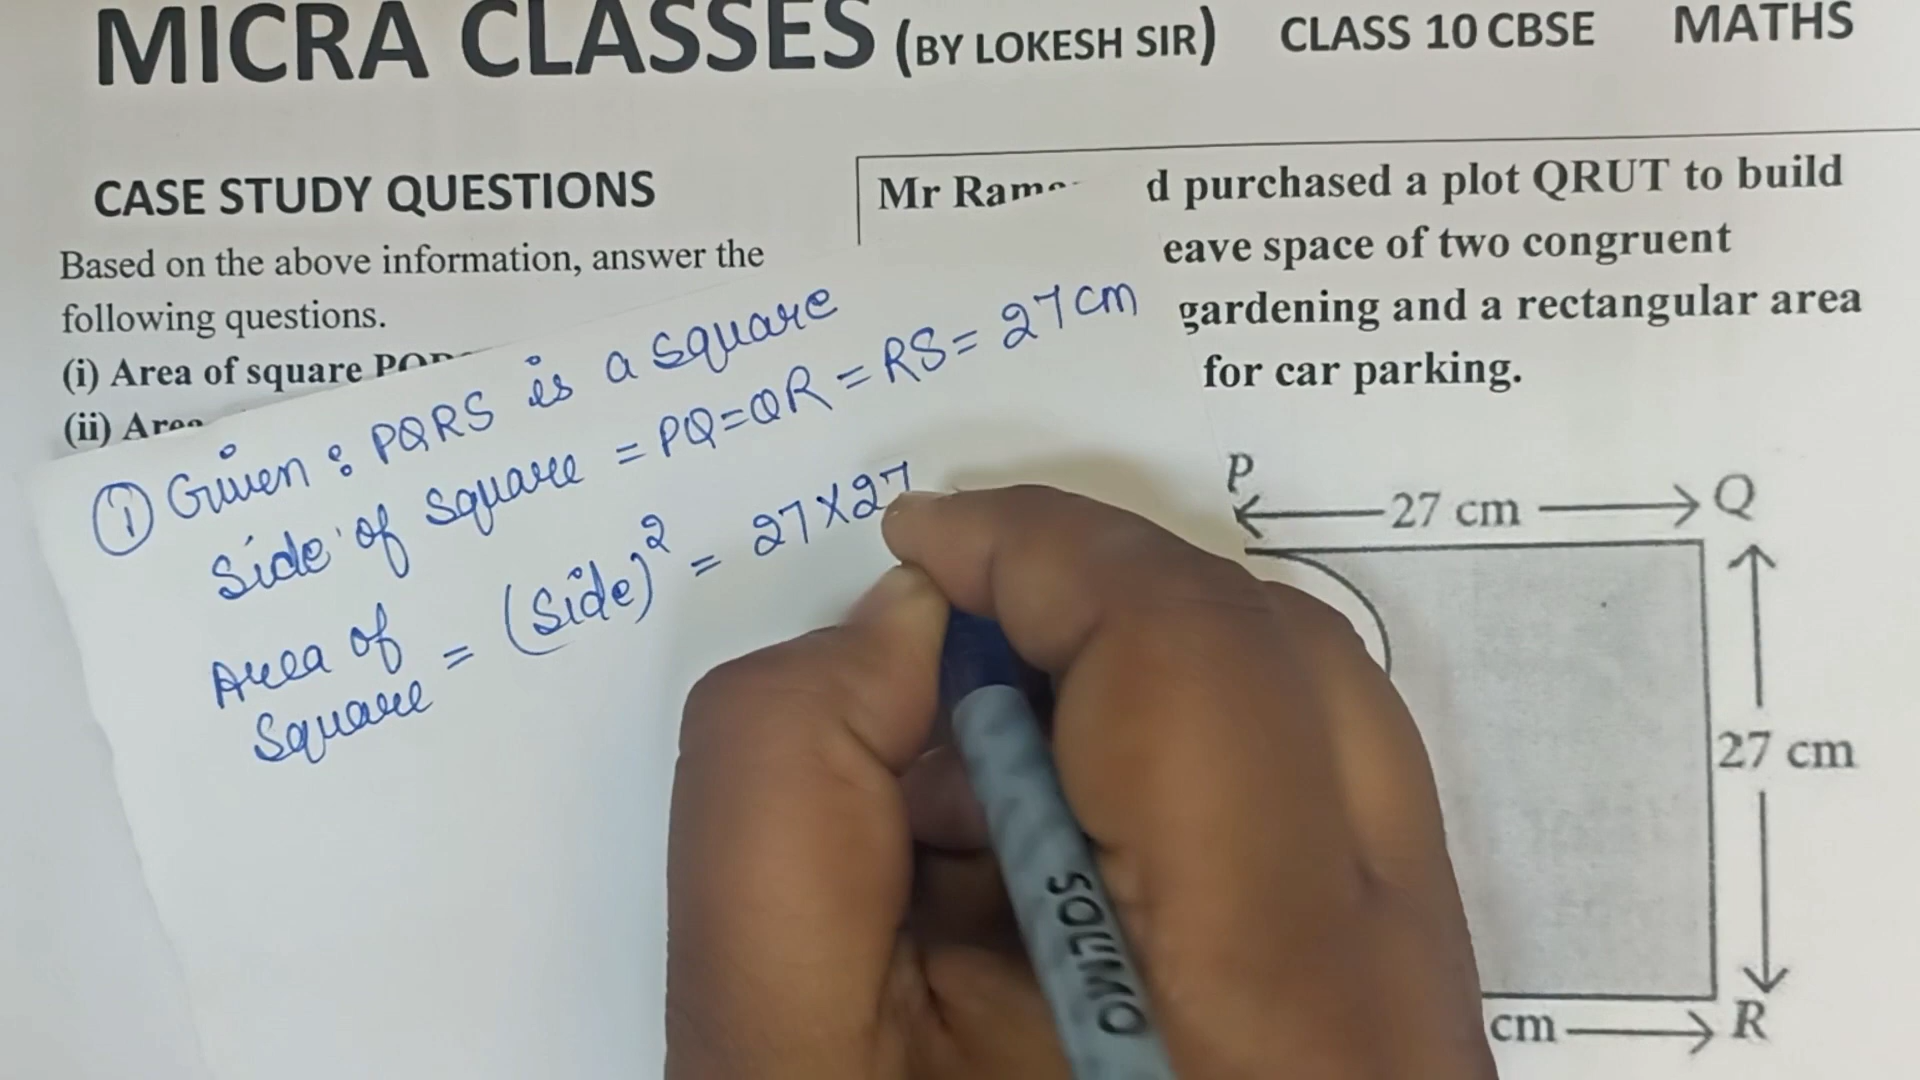 MICRA CLASSES (BY LOKESH SIR) CLASS 10 CBSE MATHS
CASE STUDY QUESTIONS
Based on the above information, answer the
following questions.
(i) Area of square
(ii)
Mr d purchased a plot QRUT to build
eave space of two congruent
gardening and a rectangular area
for car parking.
① Given : PQRS is a square
Side of square = PQ=QR = RS= 27cm
Area of
Square = (Side)² = 27×27
P
27 cm
Q
27 cm
cm
R
SOLIMO